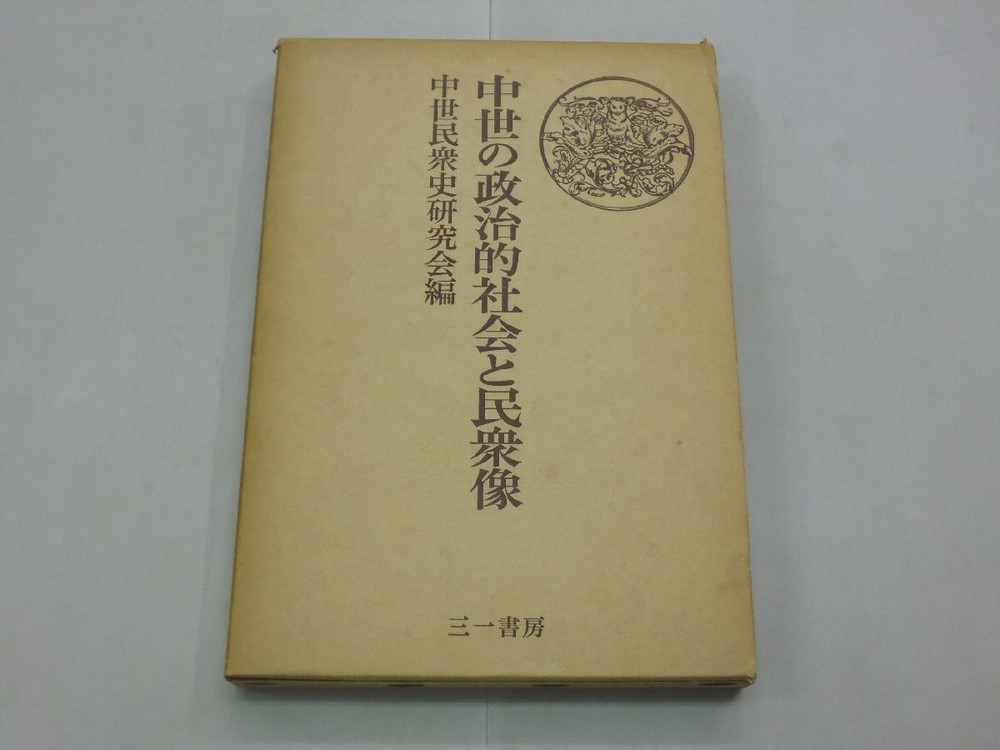 中世の政治的社会と民衆像
中世民衆史研究会編
三一書房